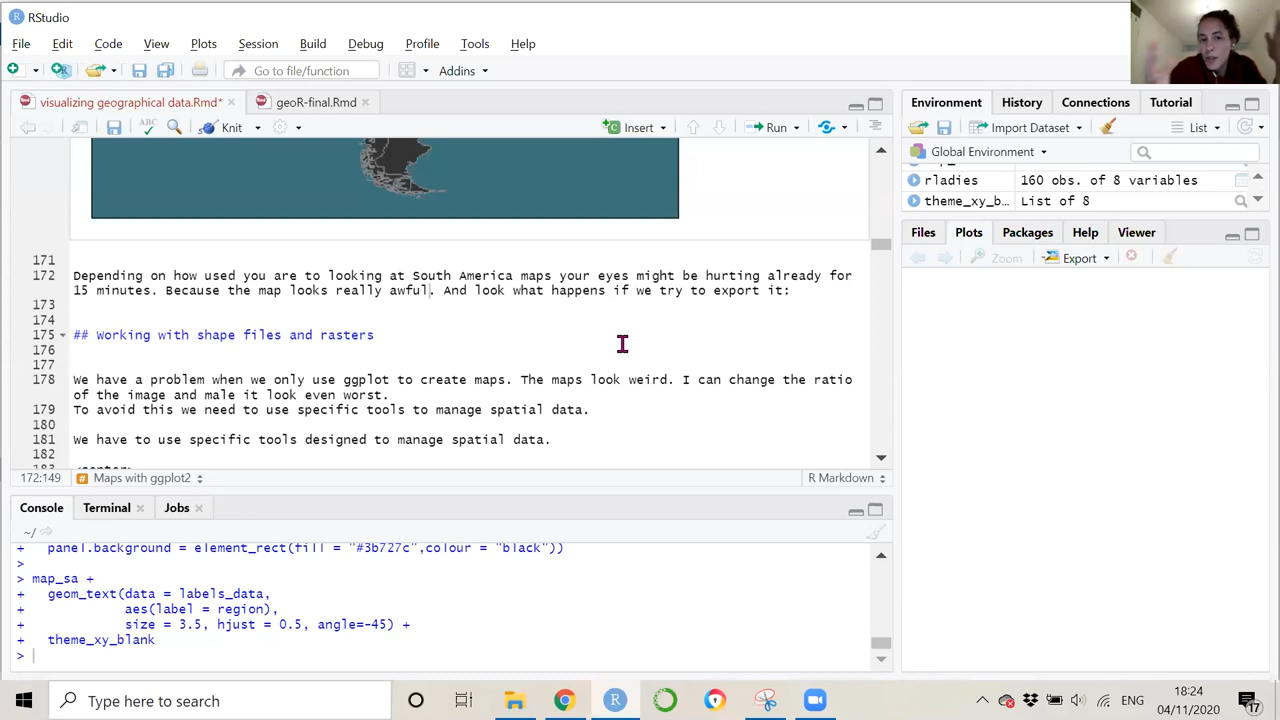 RStudio
File Edit Code View Plots Session Build Debug Profile Tools Help
Go to file/function Addins
visualizing geographical data.Rmd* geoR-final.Rmd
ABC Knit Insert Run
171
172 Depending on how used you are to looking at South America maps your eyes might be hurting already for
15 minutes. Because the map looks really awful. And look what happens if we try to export it:
173
174
175 ## Working with shape files and rasters
176
177
178 We have a problem when we only use ggplot to create maps. The maps look weird. I can change the ratio
of the image and male it look even worst.
179 To avoid this we need to use specific tools to manage spatial data.
180
181 We have to use specific tools designed to manage spatial data.
182
183 <center>
172:149 Maps with ggplot2 R Markdown
Console Terminal Jobs
~/
+ panel.background = element_rect(fill = "#3b727c",colour = "black"))
>
> map_sa +
+ geom_text(data = labels_data,
+ aes(label = region),
+ size = 3.5, hjust = 0.5, angle=-45) +
+ theme_xy_blank
>
Environment History Connections Tutorial
Import Dataset List
Global Environment
rladies 160 obs. of 8 variables
theme_xy_b… List of 8
Files Plots Packages Help Viewer
Zoom Export
Type here to search
ENG
18:24
04/11/2020
17